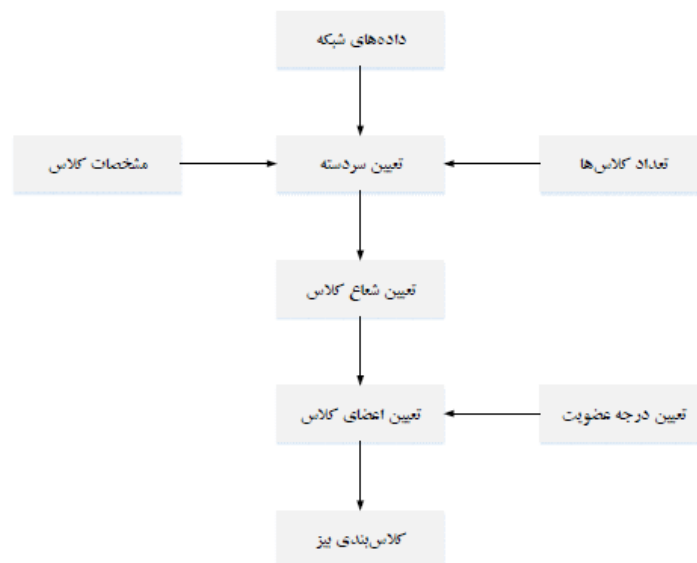 داده‌های شبکه
تعداد کلاس‌ها
تعیین سردسته
مشخصات کلاس
تعیین شعاع کلاس
تعیین درجه عضویت
تعیین اعضای کلاس
کلاس‌بندی بیز